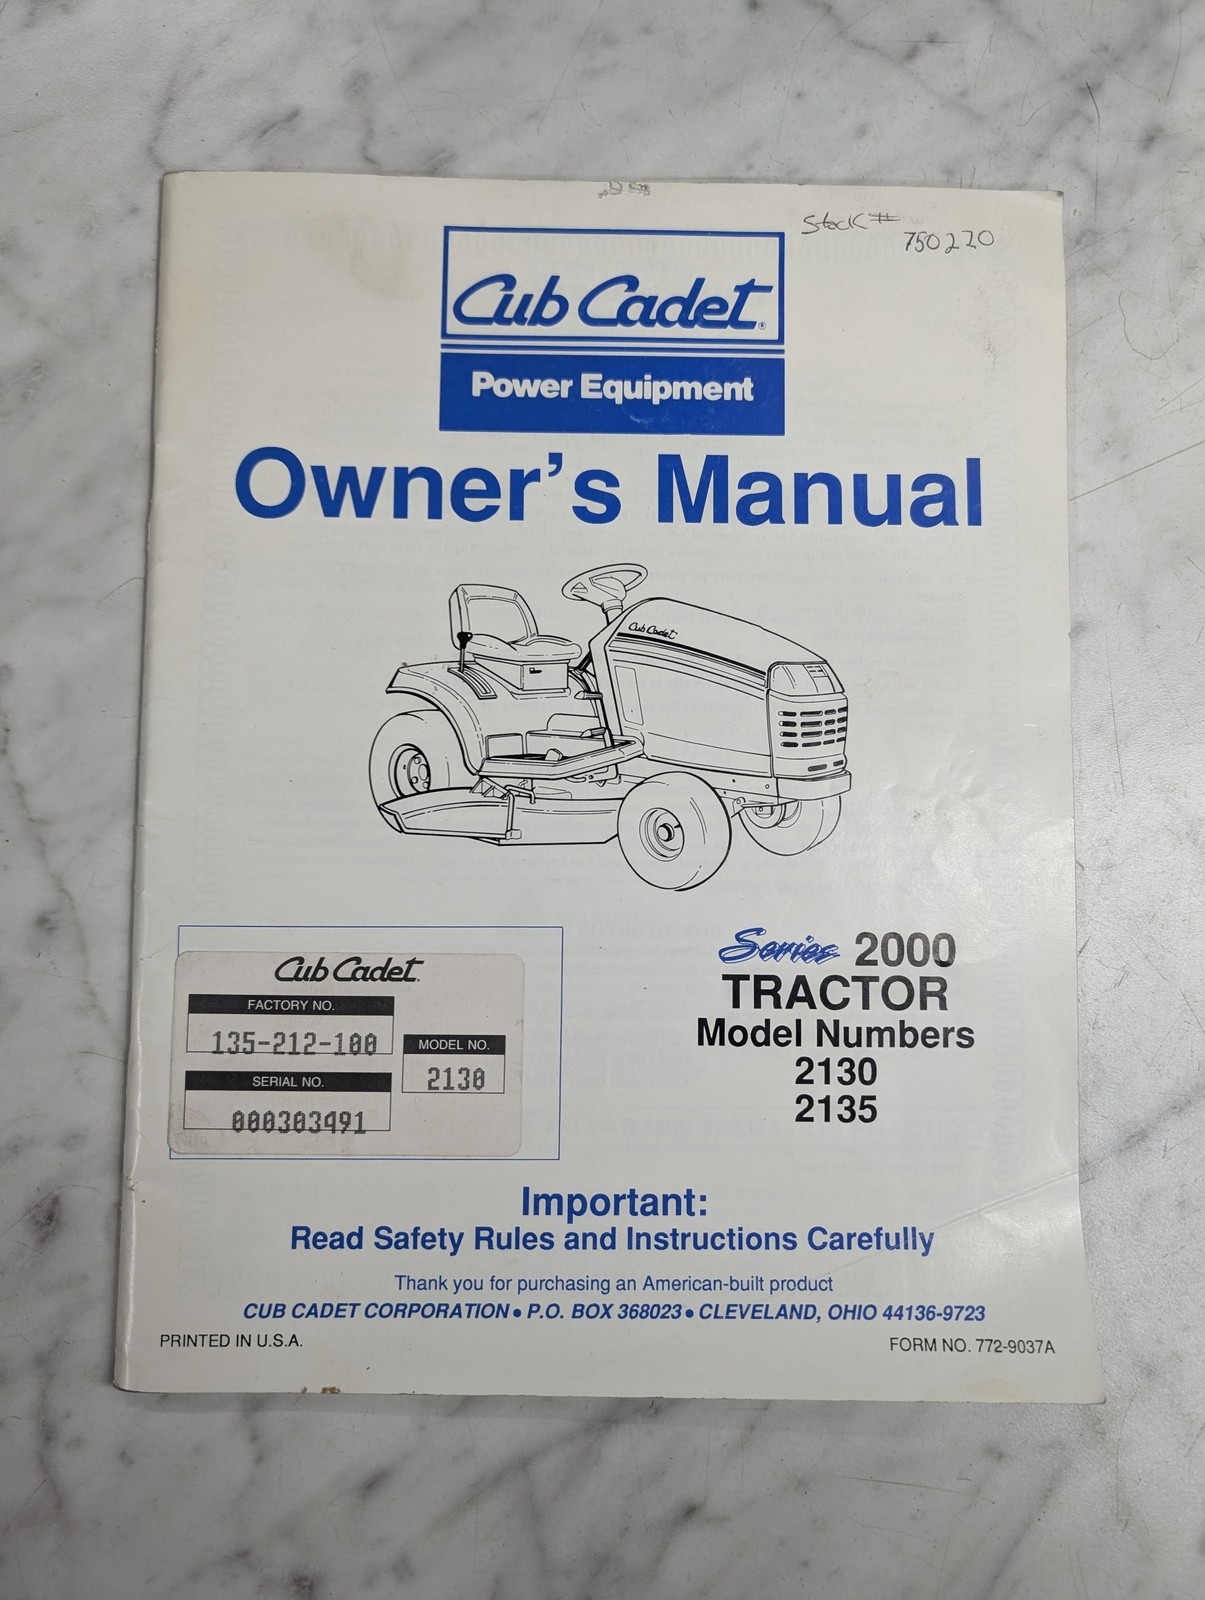 Stock #
750220
Cub Cadet®
Power Equipment
Owner's Manual
Cub Cadet
Series 2000
TRACTOR
Model Numbers
2130
2135
Cub Cadet
FACTORY NO.
135-212-100
MODEL NO.
2130
SERIAL NO.
000303491
Important:
Read Safety Rules and Instructions Carefully
Thank you for purchasing an American-built product
CUB CADET CORPORATION • P.O. BOX 368023 • CLEVELAND, OHIO 44136-9723
PRINTED IN U.S.A.
FORM NO. 772-9037A